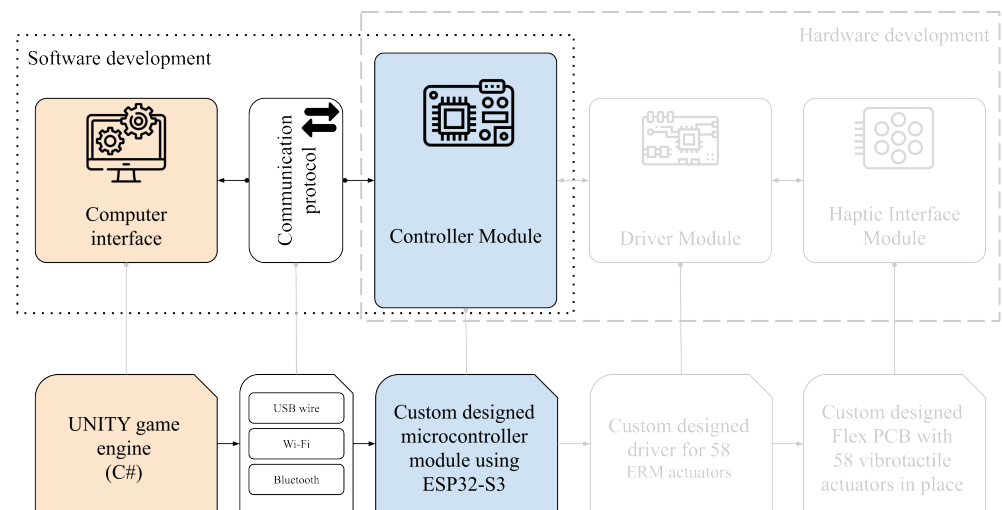 Hardware development
Software development
Computer
interface
Communication
protocol
Controller Module
Driver Module
Haptic Interface
Module
UNITY game
engine
(C#)
USB wire
Wi-Fi
Bluetooth
Custom designed
microcontroller
module using
ESP32-S3
Custom designed
driver for 58
ERM actuators
Custom designed
Flex PCB with
58 vibrotactile
actuators in place